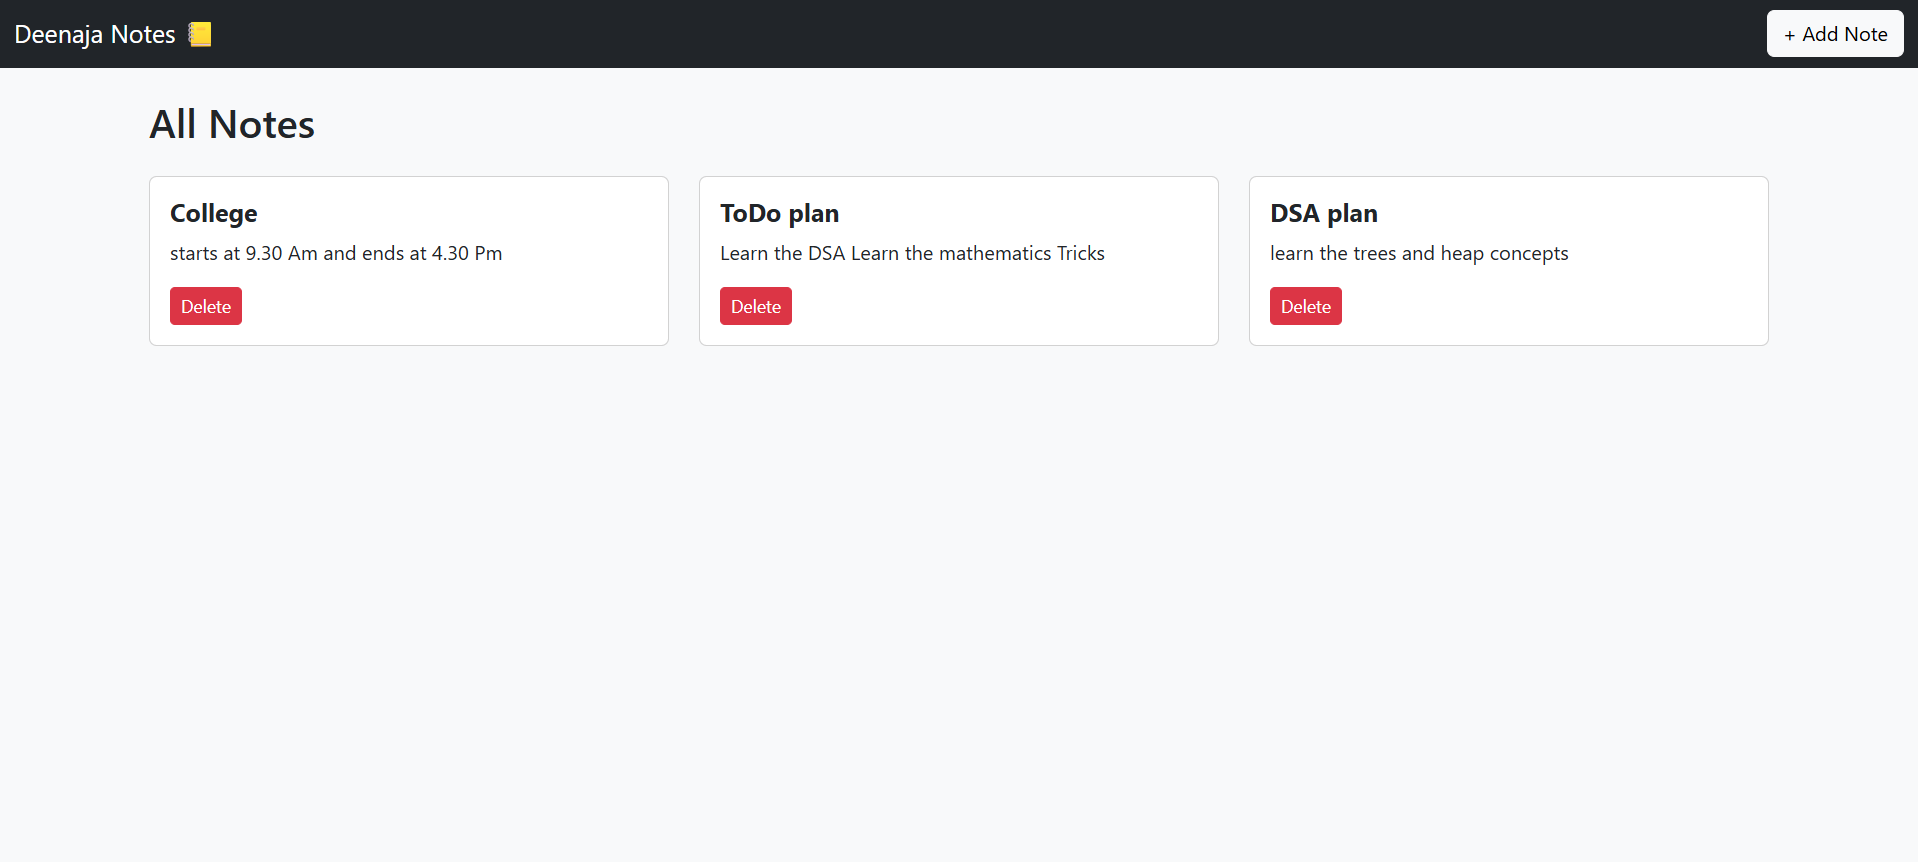 Deenaja Notes 📒
+ Add Note
All Notes
College
starts at 9.30 Am and ends at 4.30 Pm
Delete
ToDo plan
Learn the DSA Learn the mathematics Tricks
Delete
DSA plan
learn the trees and heap concepts
Delete